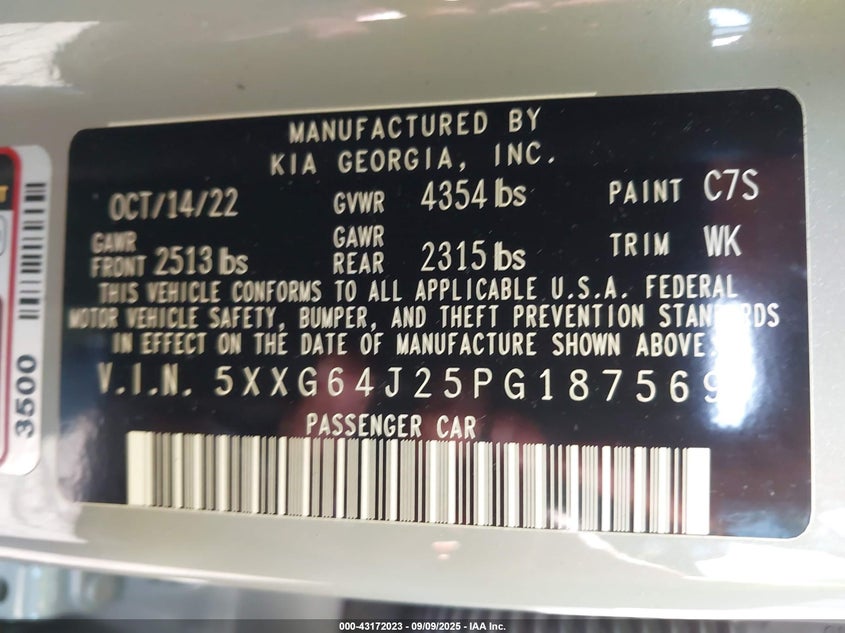 MANUFACTURED BY
KIA GEORGIA, INC.
OCT/14/22 GVWR 4354 lbs PAINT C7S
GAWR FRONT 2513 lbs GAWR REAR 2315 lbs TRIM WK
THIS VEHICLE CONFORMS TO ALL APPLICABLE U.S.A. FEDERAL
MOTOR VEHICLE SAFETY, BUMPER, AND THEFT PREVENTION STANDARDS
IN EFFECT ON THE DATE OF MANUFACTURE SHOWN ABOVE.
V.I.N. 5XXG64J25PG187569
PASSENGER CAR
3500
000-43172023 - 09/09/2025 - IAA Inc.